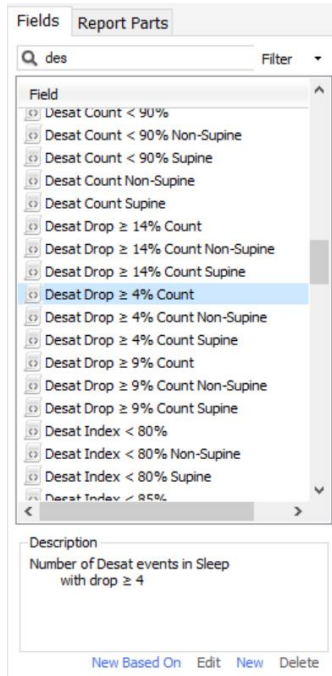 Fields Report Parts
des Filter
Field
Desat Count < 90%
Desat Count < 90% Non-Supine
Desat Count < 90% Supine
Desat Count Non-Supine
Desat Count Supine
Desat Drop ≥ 14% Count
Desat Drop ≥ 14% Count Non-Supine
Desat Drop ≥ 14% Count Supine
Desat Drop ≥ 4% Count
Desat Drop ≥ 4% Count Non-Supine
Desat Drop ≥ 4% Count Supine
Desat Drop ≥ 9% Count
Desat Drop ≥ 9% Count Non-Supine
Desat Drop ≥ 9% Count Supine
Desat Index < 80%
Desat Index < 80% Non-Supine
Desat Index < 80% Supine
Desat Index < 85%
Description
Number of Desat events in Sleep
with drop ≥ 4
New Based On Edit New Delete